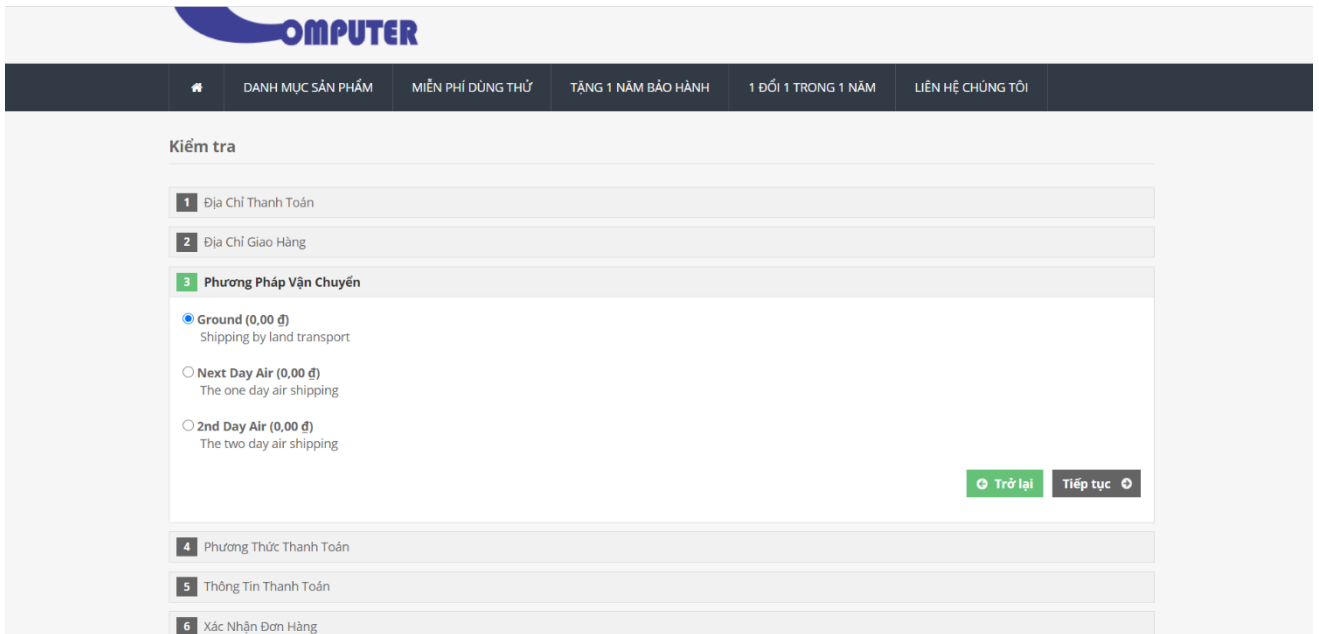 OMPUTER
DANH MỤC SẢN PHẨM MIỄN PHÍ DÙNG THỬ TẶNG 1 NĂM BẢO HÀNH 1 ĐỔI 1 TRONG 1 NĂM LIÊN HỆ CHÚNG TÔI
Kiểm tra
1 Địa Chỉ Thanh Toán
2 Địa Chỉ Giao Hàng
3 Phương Pháp Vận Chuyển
Ground (0,00 ₫)
Shipping by land transport
Next Day Air (0,00 ₫)
The one day air shipping
2nd Day Air (0,00 ₫)
The two day air shipping
Trở lại Tiếp tục
4 Phương Thức Thanh Toán
5 Thông Tin Thanh Toán
6 Xác Nhận Đơn Hàng